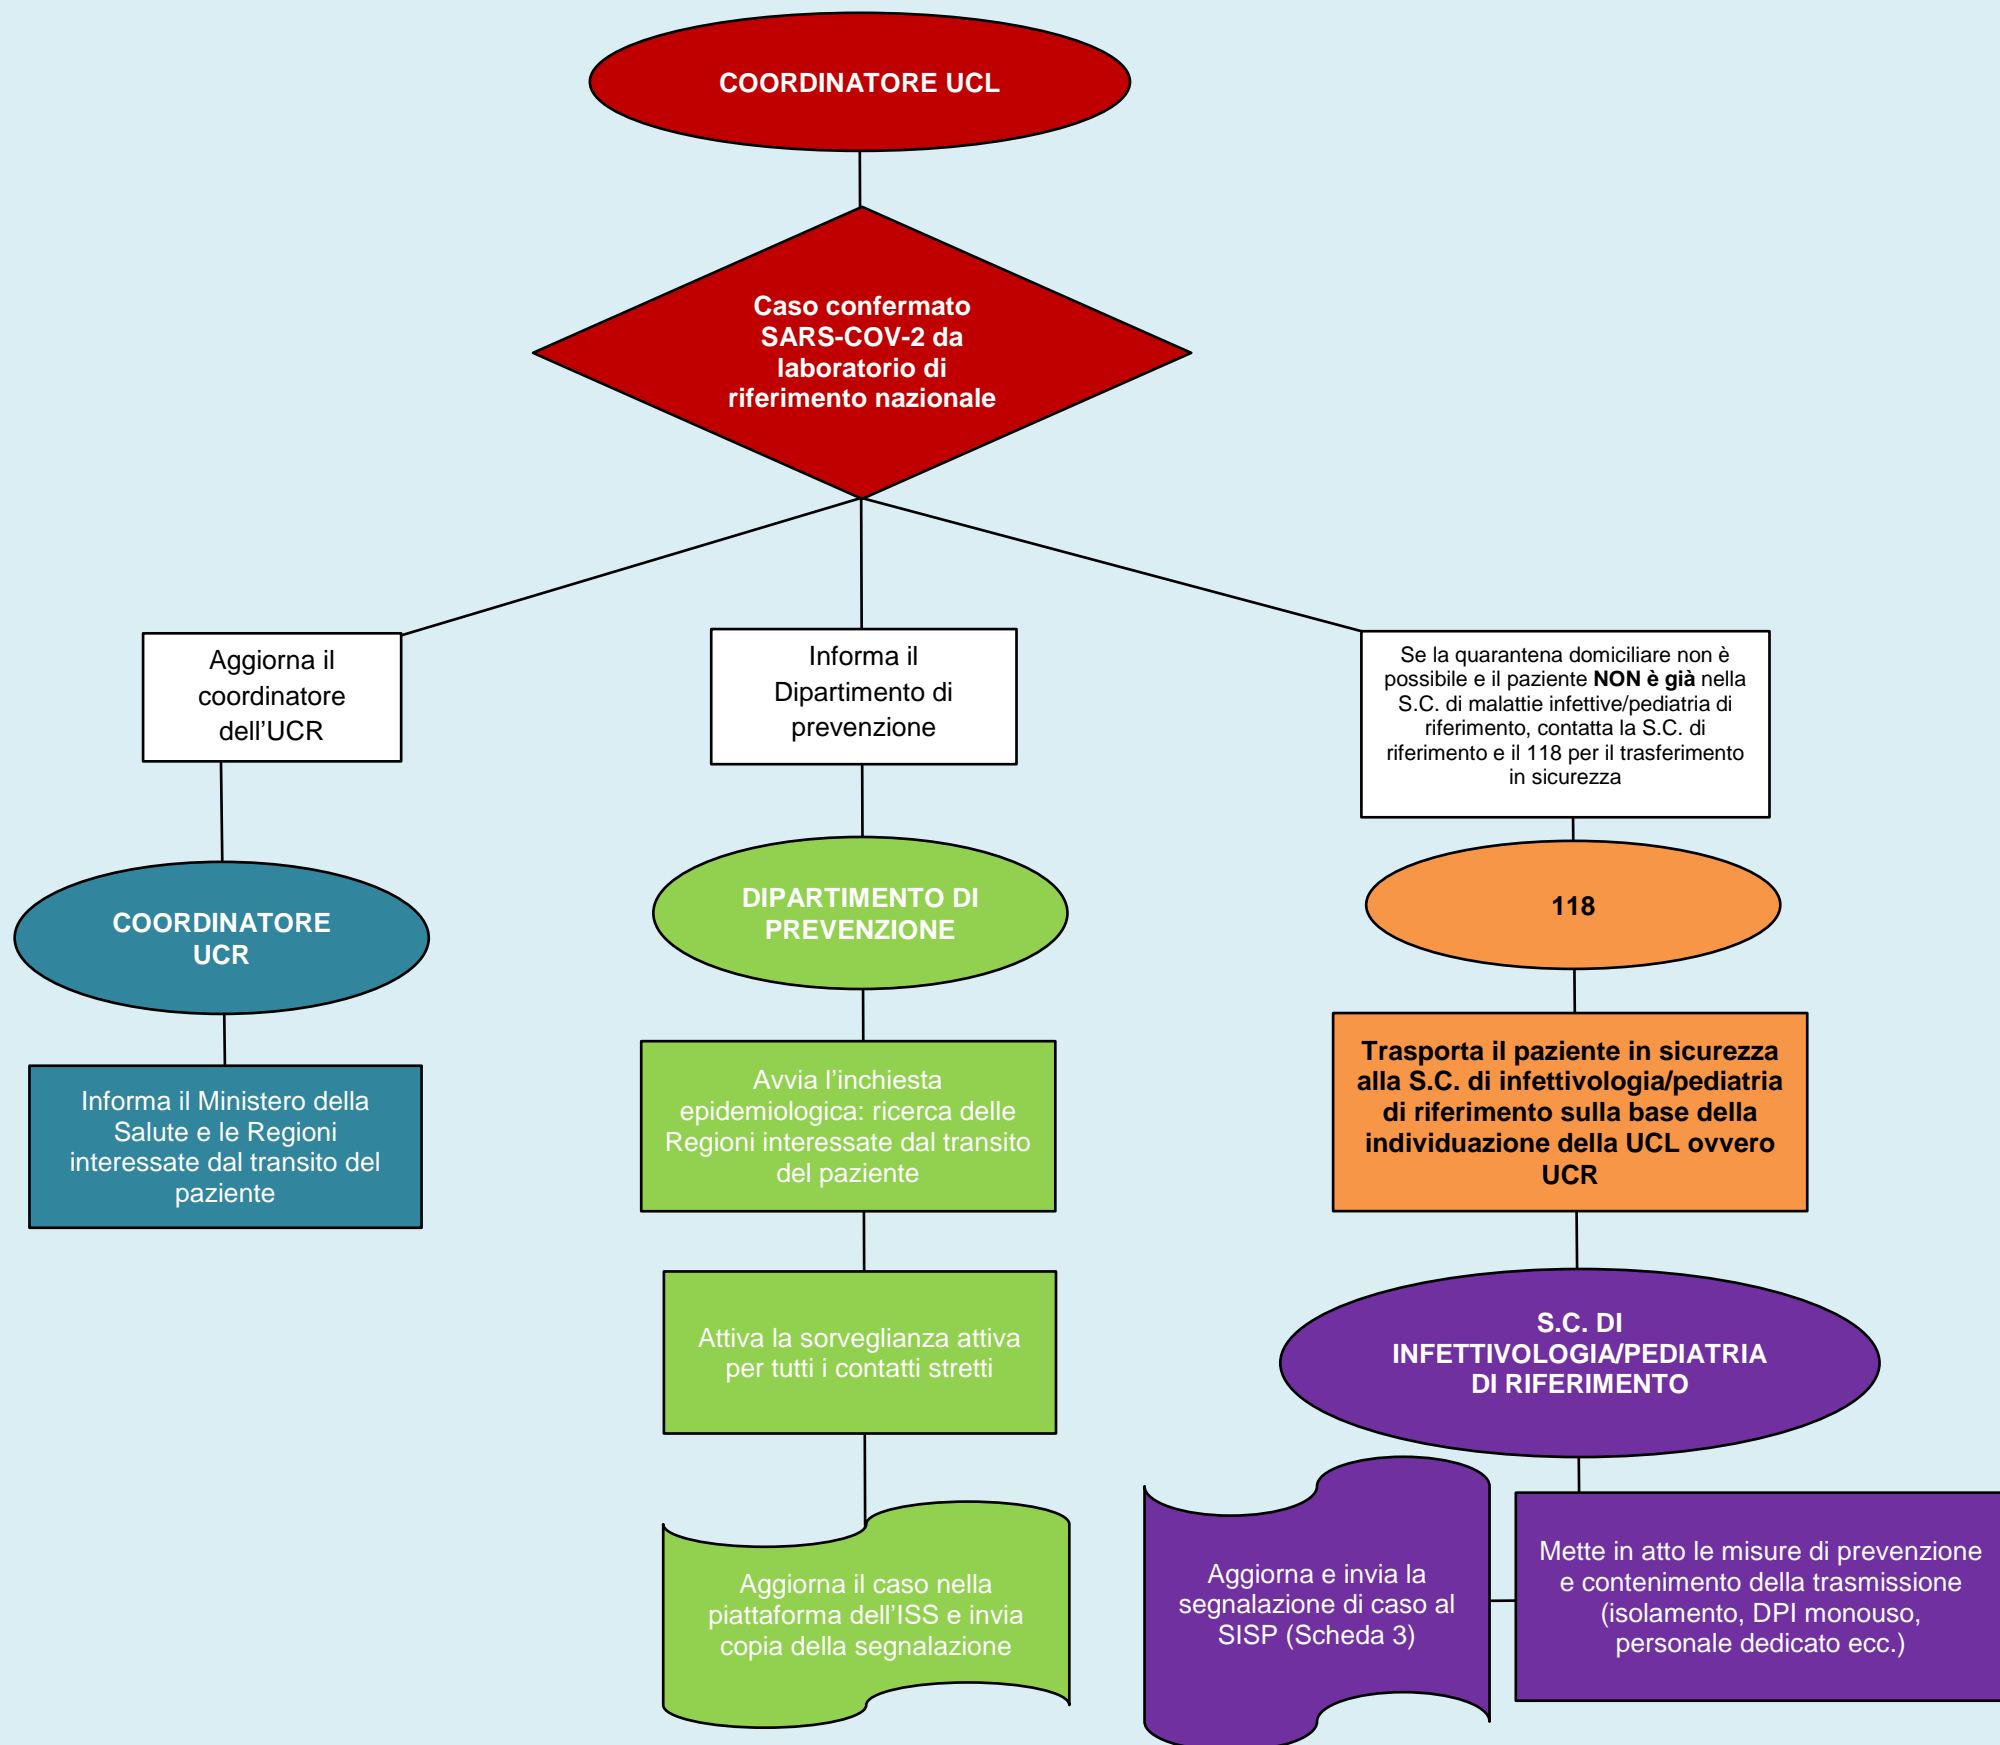 COORDINATORE UCL
Caso confermato
SARS-COV-2 da
laboratorio di
riferimento nazionale
Aggiorna il
coordinatore
dell’UCR
Informa il
Dipartimento di
prevenzione
Se la quarantena domiciliare non è
possibile e il paziente NON è già nella
S.C. di malattie infettive/pediatria di
riferimento, contatta la S.C. di
riferimento e il 118 per il trasferimento
in sicurezza
COORDINATORE
UCR
DIPARTIMENTO DI
PREVENZIONE
118
Informa il Ministero della
Salute e le Regioni
interessate dal transito del
paziente
Avvia l’inchiesta
epidemiologica: ricerca delle
Regioni interessate dal transito
del paziente
Trasporta il paziente in sicurezza
alla S.C. di infettivologia/pediatria
di riferimento sulla base della
individuazione della UCL ovvero
UCR
Attiva la sorveglianza attiva
per tutti i contatti stretti
S.C. DI
INFETTIVOLOGIA/PEDIATRIA
DI RIFERIMENTO
Aggiorna il caso nella
piattaforma dell’ISS e invia
copia della segnalazione
Aggiorna e invia la
segnalazione di caso al
SISP (Scheda 3)
Mette in atto le misure di prevenzione
e contenimento della trasmissione
(isolamento, DPI monouso,
personale dedicato ecc.)